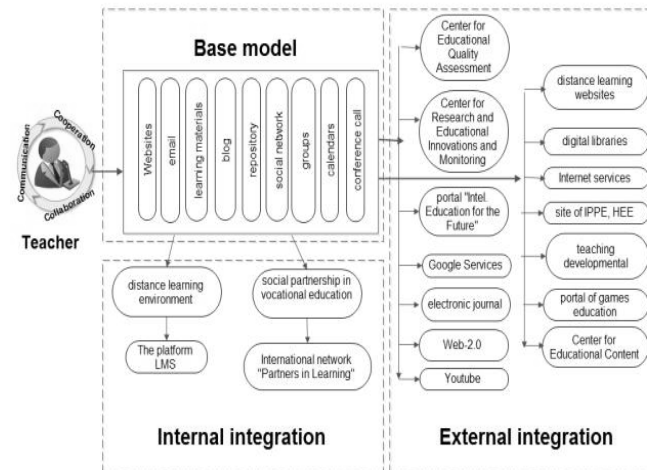 Base model
Communication
Cooperation
Collaboration
Teacher
Websites
email
learning materials
blog
repository
social network
groups
calendars
conference call
distance learning
environment
The platform
LMS
social partnership in
vocational education
International network
"Partners in Learning"
Internal integration
Center for
Educational
Quality
Assessment
Center for
Research and
Educational
Innovations and
Monitoring
portal "Intel.
Education for the
Future"
Google Services
electronic journal
Web-2.0
Youtube
distance learning
websites
digital libraries
Internet services
site of IPPE, HEE
teaching
developmental
portal of games
education
Center for
Educational Content
External integration